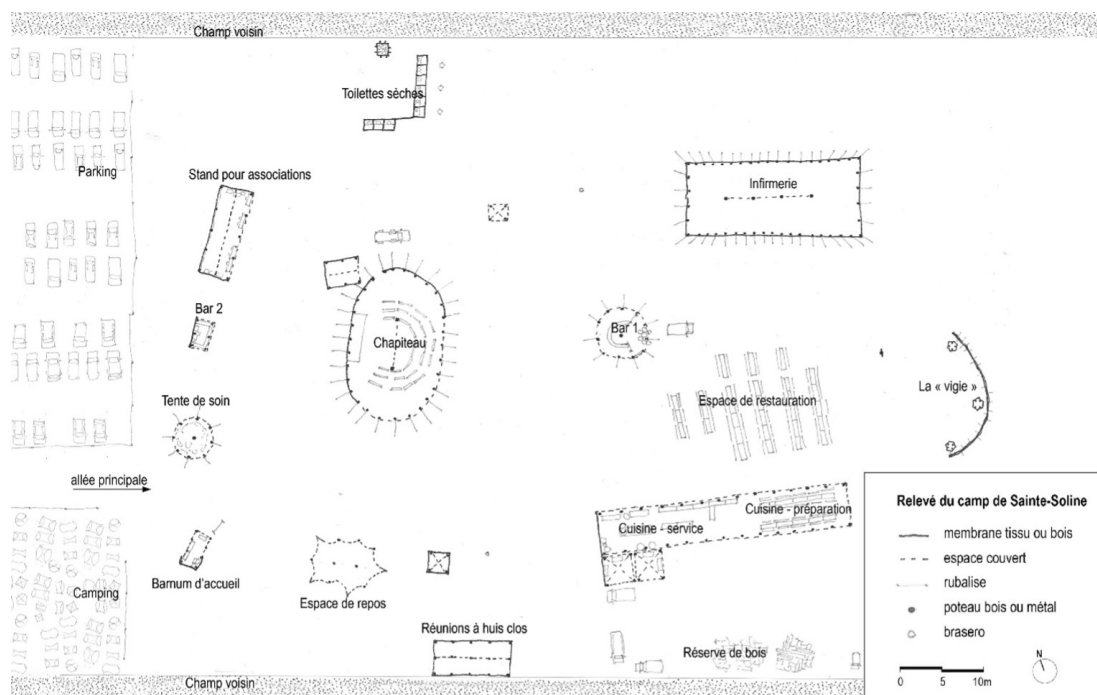 Champ voisin
Toilettes sèches
Parking
Stand pour associations
Infirmerie
Bar 2
Bar 1
Chapiteau
La « vigie »
Tente de soin
Espace de restauration
allée principale
Cuisine - préparation
Cuisine - service
Barnum d'accueil
Camping
Espace de repos
Réunions à huis clos
Réserve de bois
Champ voisin
Relevé du camp de Sainte-Soline
membrane tissu ou bois
espace couvert
rubalise
poteau bois ou métal
brasero
N
0 5 10m